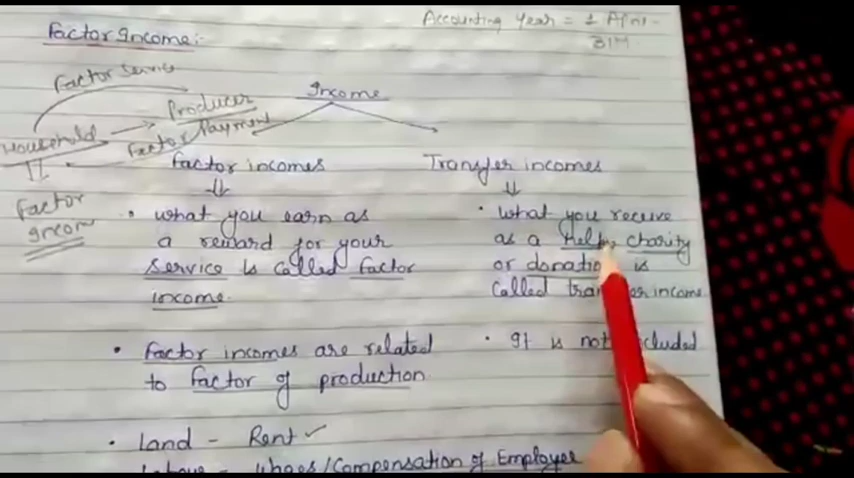 Accounting Year = 1 April-
31M
Factor Income:-
Factor Service
Income
Producer
Household
Factor Payment
Factor incomes
Transfer incomes
Factor
Incom
• what you earn as
a reward for your
service is called factor
income.
• what you receive
as a help, charity
or donation is
called transfer income
• Factor incomes are related
to factor of production
• It is not included
• Land - Rent ✓
Labour - Wages/Compensation of Employee